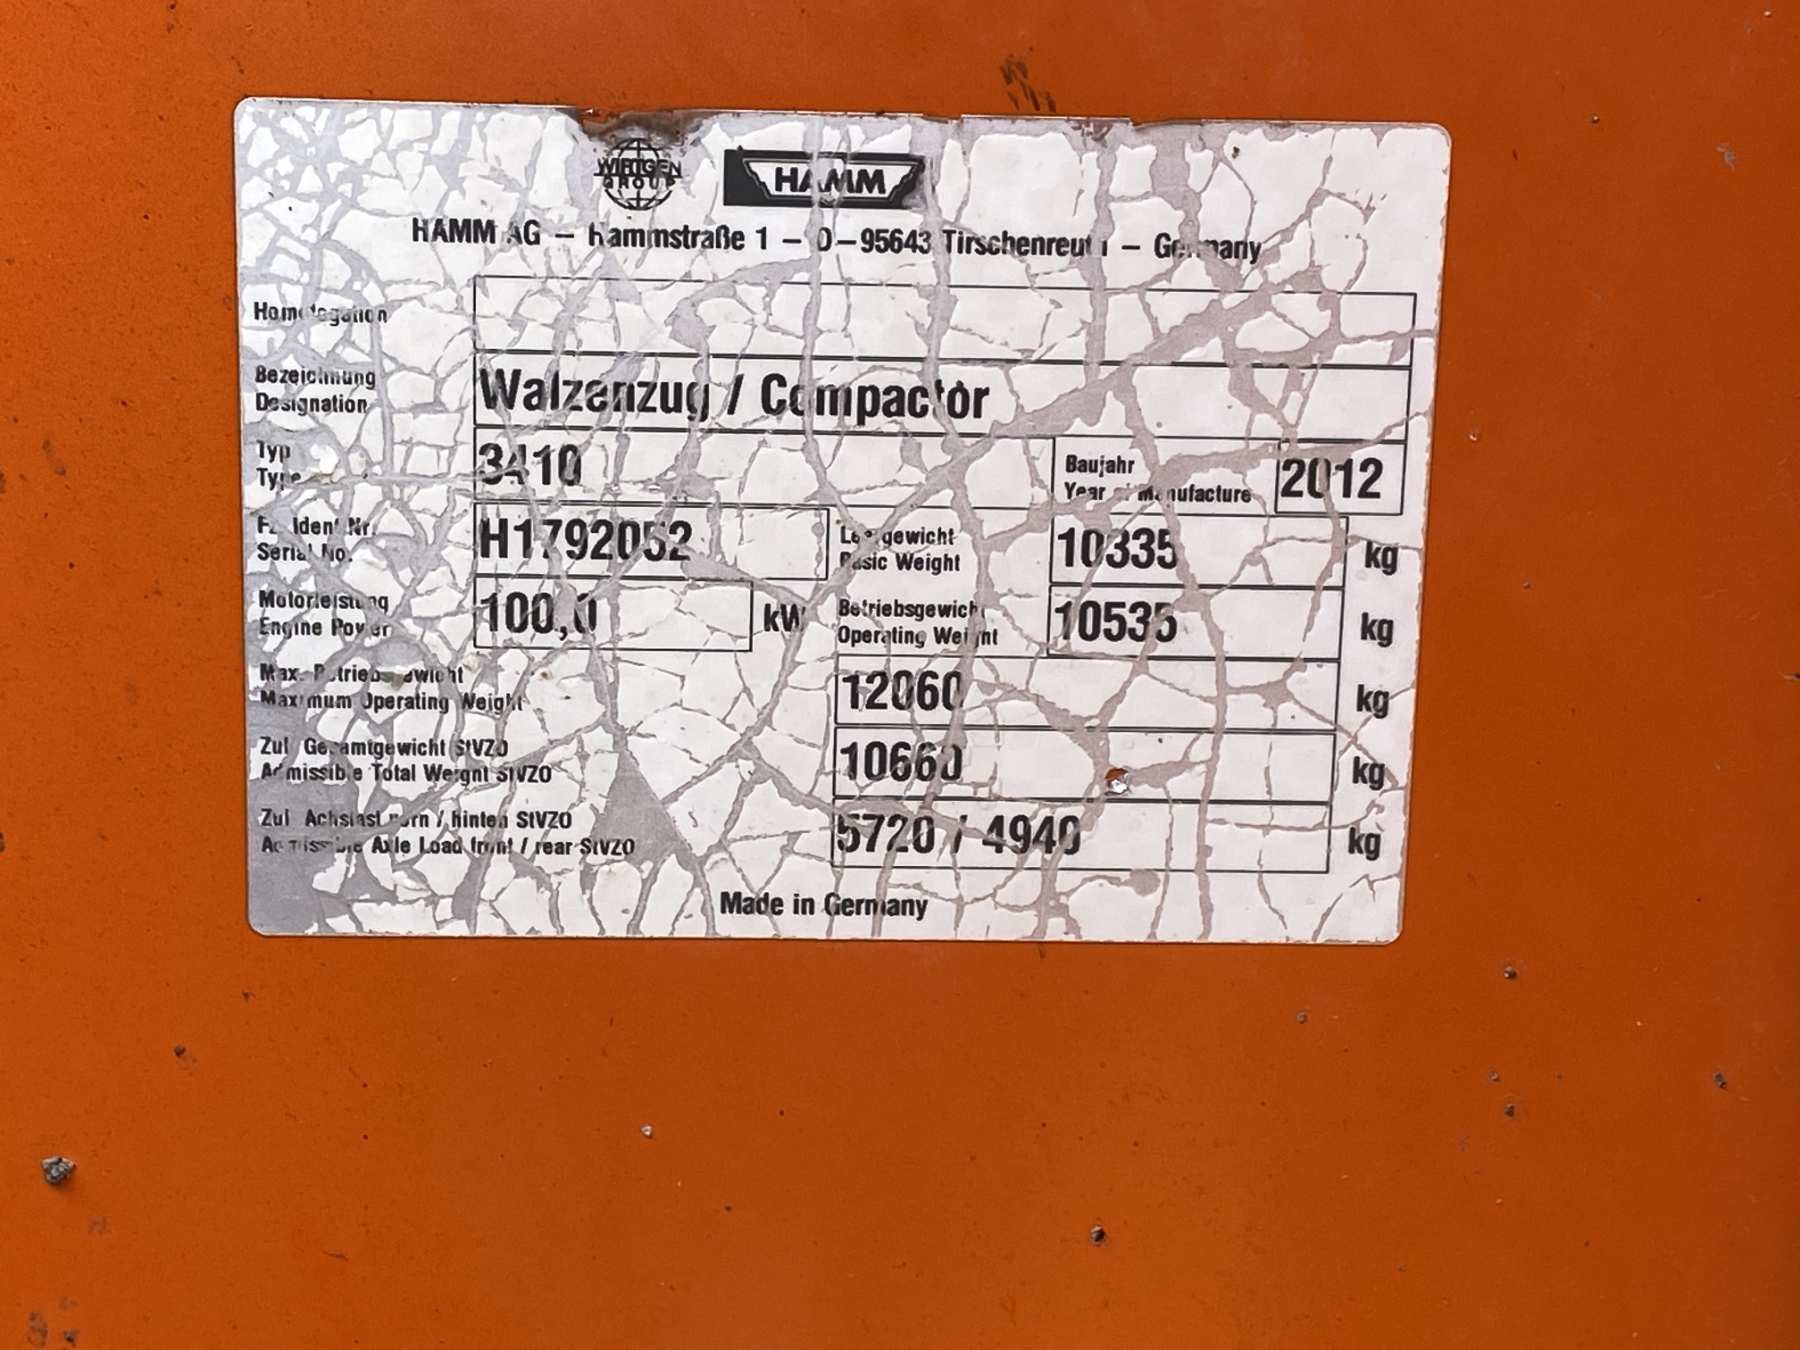 WIRTGEN
GROUP
HAMM
HAMM AG – Hammstraße 1 – D–95643 Tirschenreuth – Germany
Homologation
Bezeichnung
Designation
Walzenzug / Compactor
Typ
Type
3410
Baujahr
Year of Manufacture
2012
Fz. Ident Nr.
Serial No.
H1792052
Leergewicht
Basic Weight
10335 kg
Motorleistung
Engine Power
100,0 kW
Betriebsgewicht
Operating Weight
10535 kg
Max. Betriebsgewicht
Maximum Operating Weight
12060 kg
Zul Gesamtgewicht StVZO
Admissible Total Weight StVZO
10660 kg
Zul Achslast vorn / hinten StVZO
Admissible Axle Load front / rear StVZO
5720 / 4940 kg
Made in Germany